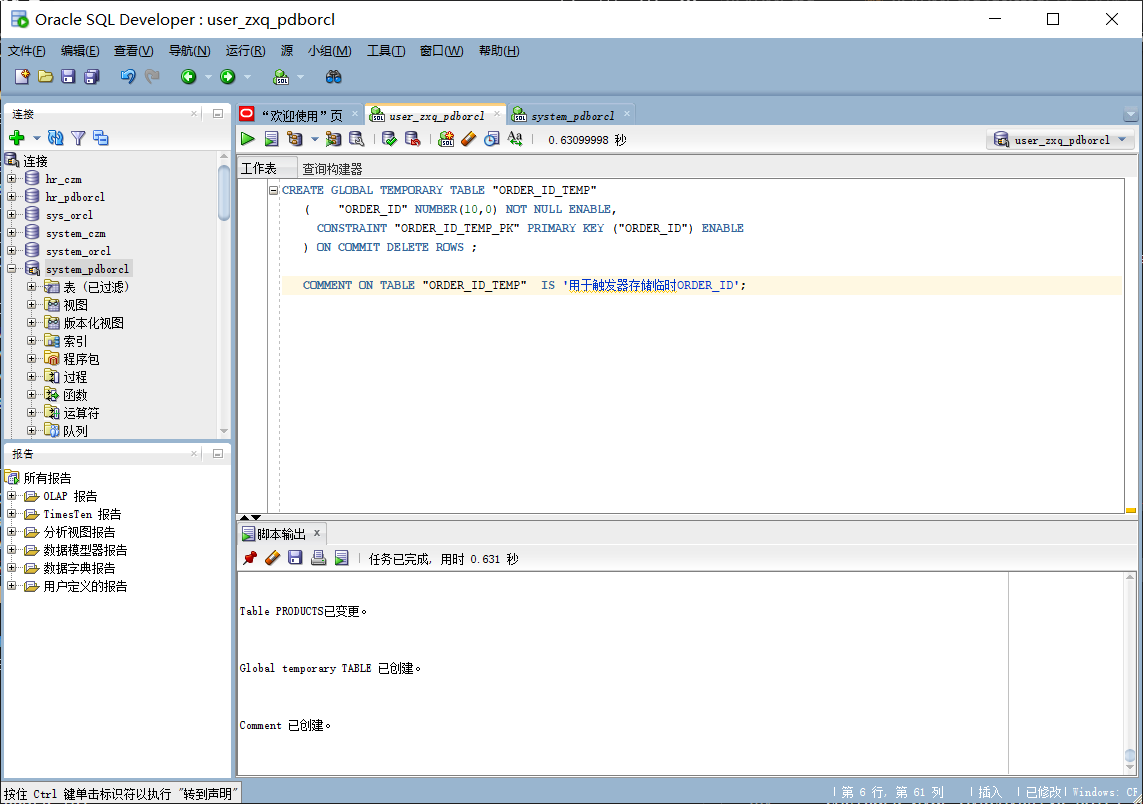 Oracle SQL Developer : user_zxq_pdborcl
文件(F) 编辑(E) 查看(V) 导航(N) 运行(R) 源 小组(M) 工具(T) 窗口(W) 帮助(H)
连接
“欢迎使用”页 user_zxq_pdborcl system_pdborcl
0.63099998 秒 user_zxq_pdborcl
工作表 查询构建器
连接
hr_czm
hr_pdborcl
sys_orcl
system_czm
system_orcl
system_pdborcl
表 (已过滤)
视图
版本化视图
索引
程序包
过程
函数
运算符
队列
CREATE GLOBAL TEMPORARY TABLE "ORDER_ID_TEMP"
( "ORDER_ID" NUMBER(10,0) NOT NULL ENABLE,
CONSTRAINT "ORDER_ID_TEMP_PK" PRIMARY KEY ("ORDER_ID") ENABLE
) ON COMMIT DELETE ROWS ;
COMMENT ON TABLE "ORDER_ID_TEMP" IS '用于触发器存储临时ORDER_ID';
报告
所有报告
OLAP 报告
TimesTen 报告
分析视图报告
数据模型器报告
数据字典报告
用户定义的报告
脚本输出
任务已完成, 用时 0.631 秒
Table PRODUCTS已变更。
Global temporary TABLE 已创建。
Comment 已创建。
按住 Ctrl 键单击标识符以执行 "转到声明"
第 6 行, 第 61 列 | 插入 | 已修改 | Windows: CF